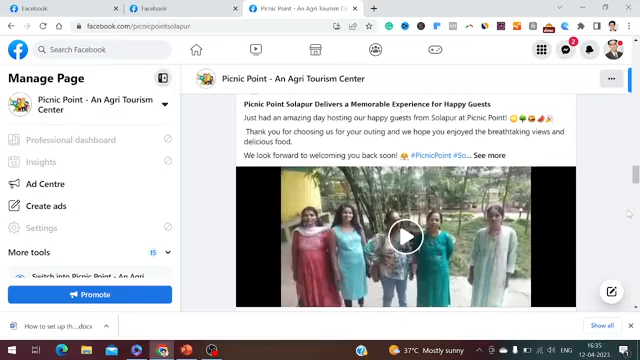 Facebook
Facebook
Picnic Point - An Agri Tourism Ce
facebook.com/picnicpointsolapur
Search Facebook
2
Manage Page
Picnic Point - An Agri Tourism Center
Picnic Point - An Agri Tourism
Center
Professional dashboard
Insights
Ad Centre
Create ads
Settings
More tools
15
Switch into Picnic Point - An Agri
Promote
Picnic Point Solapur Delivers a Memorable Experience for Happy Guests
Just had an amazing day hosting our happy guests from Solapur at Picnic Point!
Thank you for choosing us for your outing and we hope you enjoyed the breathtaking views and
delicious food.
We look forward to welcoming you back soon! #PicnicPoint #So... See more
How to set up th....docx
Show all
37°C Mostly sunny
ENG
16:35
12-04-2023